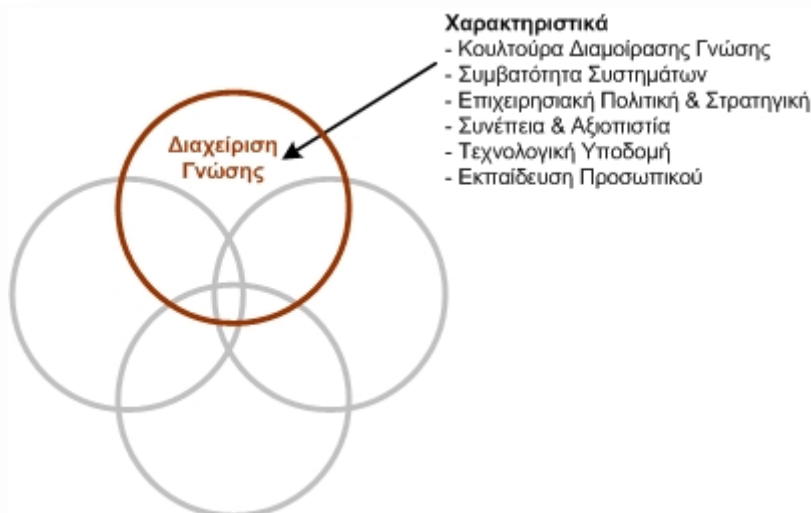 Χαρακτηριστικά
- Κουλτούρα Διαμοίρασης Γνώσης
- Συμβατότητα Συστημάτων
- Επιχειρησιακή Πολιτική & Στρατηγική
- Συνέπεια & Αξιοπιστία
- Τεχνολογική Υποδομή
- Εκπαίδευση Προσωπικού
Διαχείριση
Γνώσης